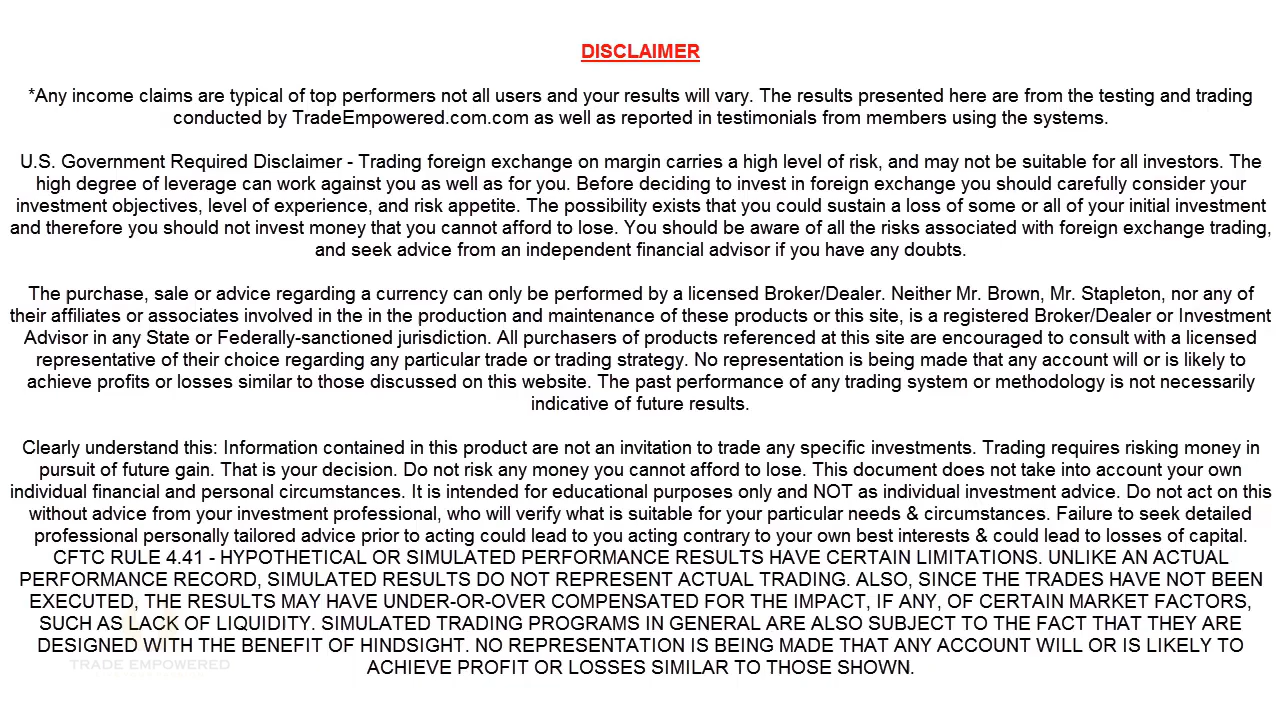 DISCLAIMER
*Any income claims are typical of top performers not all users and your results will vary. The results presented here are from the testing and trading
conducted by TradeEmpowered.com.com as well as reported in testimonials from members using the systems.
U.S. Government Required Disclaimer - Trading foreign exchange on margin carries a high level of risk, and may not be suitable for all investors. The
high degree of leverage can work against you as well as for you. Before deciding to invest in foreign exchange you should carefully consider your
investment objectives, level of experience, and risk appetite. The possibility exists that you could sustain a loss of some or all of your initial investment
and therefore you should not invest money that you cannot afford to lose. You should be aware of all the risks associated with foreign exchange trading,
and seek advice from an independent financial advisor if you have any doubts.
The purchase, sale or advice regarding a currency can only be performed by a licensed Broker/Dealer. Neither Mr. Brown, Mr. Stapleton, nor any of
their affiliates or associates involved in the in the production and maintenance of these products or this site, is a registered Broker/Dealer or Investment
Advisor in any State or Federally-sanctioned jurisdiction. All purchasers of products referenced at this site are encouraged to consult with a licensed
representative of their choice regarding any particular trade or trading strategy. No representation is being made that any account will or is likely to
achieve profits or losses similar to those discussed on this website. The past performance of any trading system or methodology is not necessarily
indicative of future results.
Clearly understand this: Information contained in this product are not an invitation to trade any specific investments. Trading requires risking money in
pursuit of future gain. That is your decision. Do not risk any money you cannot afford to lose. This document does not take into account your own
individual financial and personal circumstances. It is intended for educational purposes only and NOT as individual investment advice. Do not act on this
without advice from your investment professional, who will verify what is suitable for your particular needs & circumstances. Failure to seek detailed
professional personally tailored advice prior to acting could lead to you acting contrary to your own best interests & could lead to losses of capital.
CFTC RULE 4.41 - HYPOTHETICAL OR SIMULATED PERFORMANCE RESULTS HAVE CERTAIN LIMITATIONS. UNLIKE AN ACTUAL
PERFORMANCE RECORD, SIMULATED RESULTS DO NOT REPRESENT ACTUAL TRADING. ALSO, SINCE THE TRADES HAVE NOT BEEN
EXECUTED, THE RESULTS MAY HAVE UNDER-OR-OVER COMPENSATED FOR THE IMPACT, IF ANY, OF CERTAIN MARKET FACTORS,
SUCH AS LACK OF LIQUIDITY. SIMULATED TRADING PROGRAMS IN GENERAL ARE ALSO SUBJECT TO THE FACT THAT THEY ARE
DESIGNED WITH THE BENEFIT OF HINDSIGHT. NO REPRESENTATION IS BEING MADE THAT ANY ACCOUNT WILL OR IS LIKELY TO
ACHIEVE PROFIT OR LOSSES SIMILAR TO THOSE SHOWN.
TRADE EMPOWERED